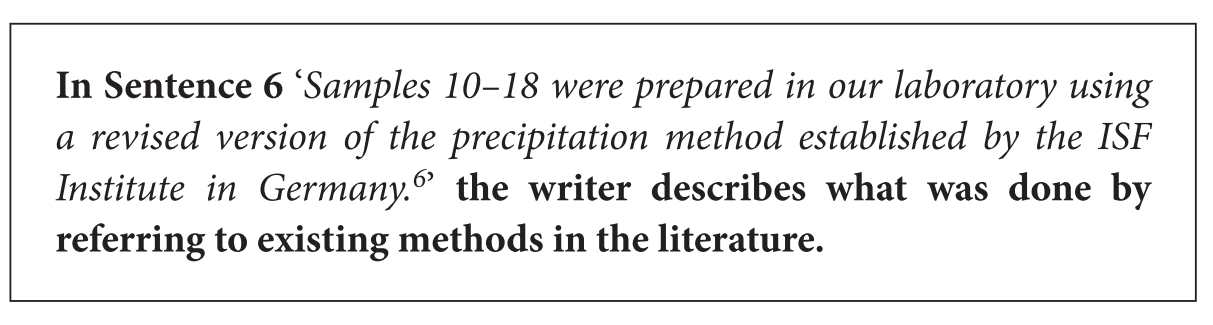 In Sentence 6 ‘Samples 10–18 were prepared in our laboratory using
a revised version of the precipitation method established by the ISF
Institute in Germany.⁶’ the writer describes what was done by
referring to existing methods in the literature.